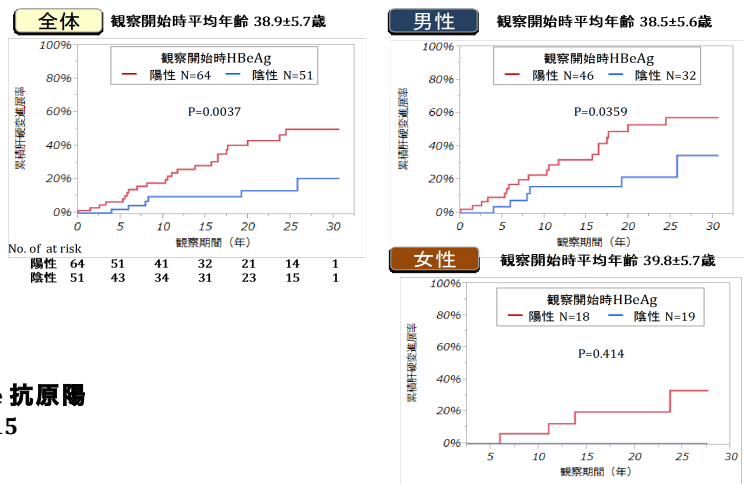 全体 観察開始時平均年齢 38.9±5.7歳
100%
80%
60%
40%
20%
0%
累積肝硬変進展率
観察開始時HBeAg
陽性 N=64 陰性 N=51
P=0.0037
0 5 10 15 20 25 30
観察期間（年）
No. of at risk
陽性 64 51 41 32 21 14 1
陰性 51 43 34 31 23 15 1
男性 観察開始時平均年齢 38.5±5.6歳
100%
80%
60%
40%
20%
0%
累積肝硬変進展率
観察開始時HBeAg
陽性 N=46 陰性 N=32
P=0.0359
0 5 10 15 20 25 30
観察期間（年）
女性 観察開始時平均年齢 39.8±5.7歳
100%
80%
60%
40%
20%
0%
累積肝硬変進展率
観察開始時HBeAg
陽性 N=18 陰性 N=19
P=0.414
5 10 15 20 25 30
観察期間（年）
抗原陽
15